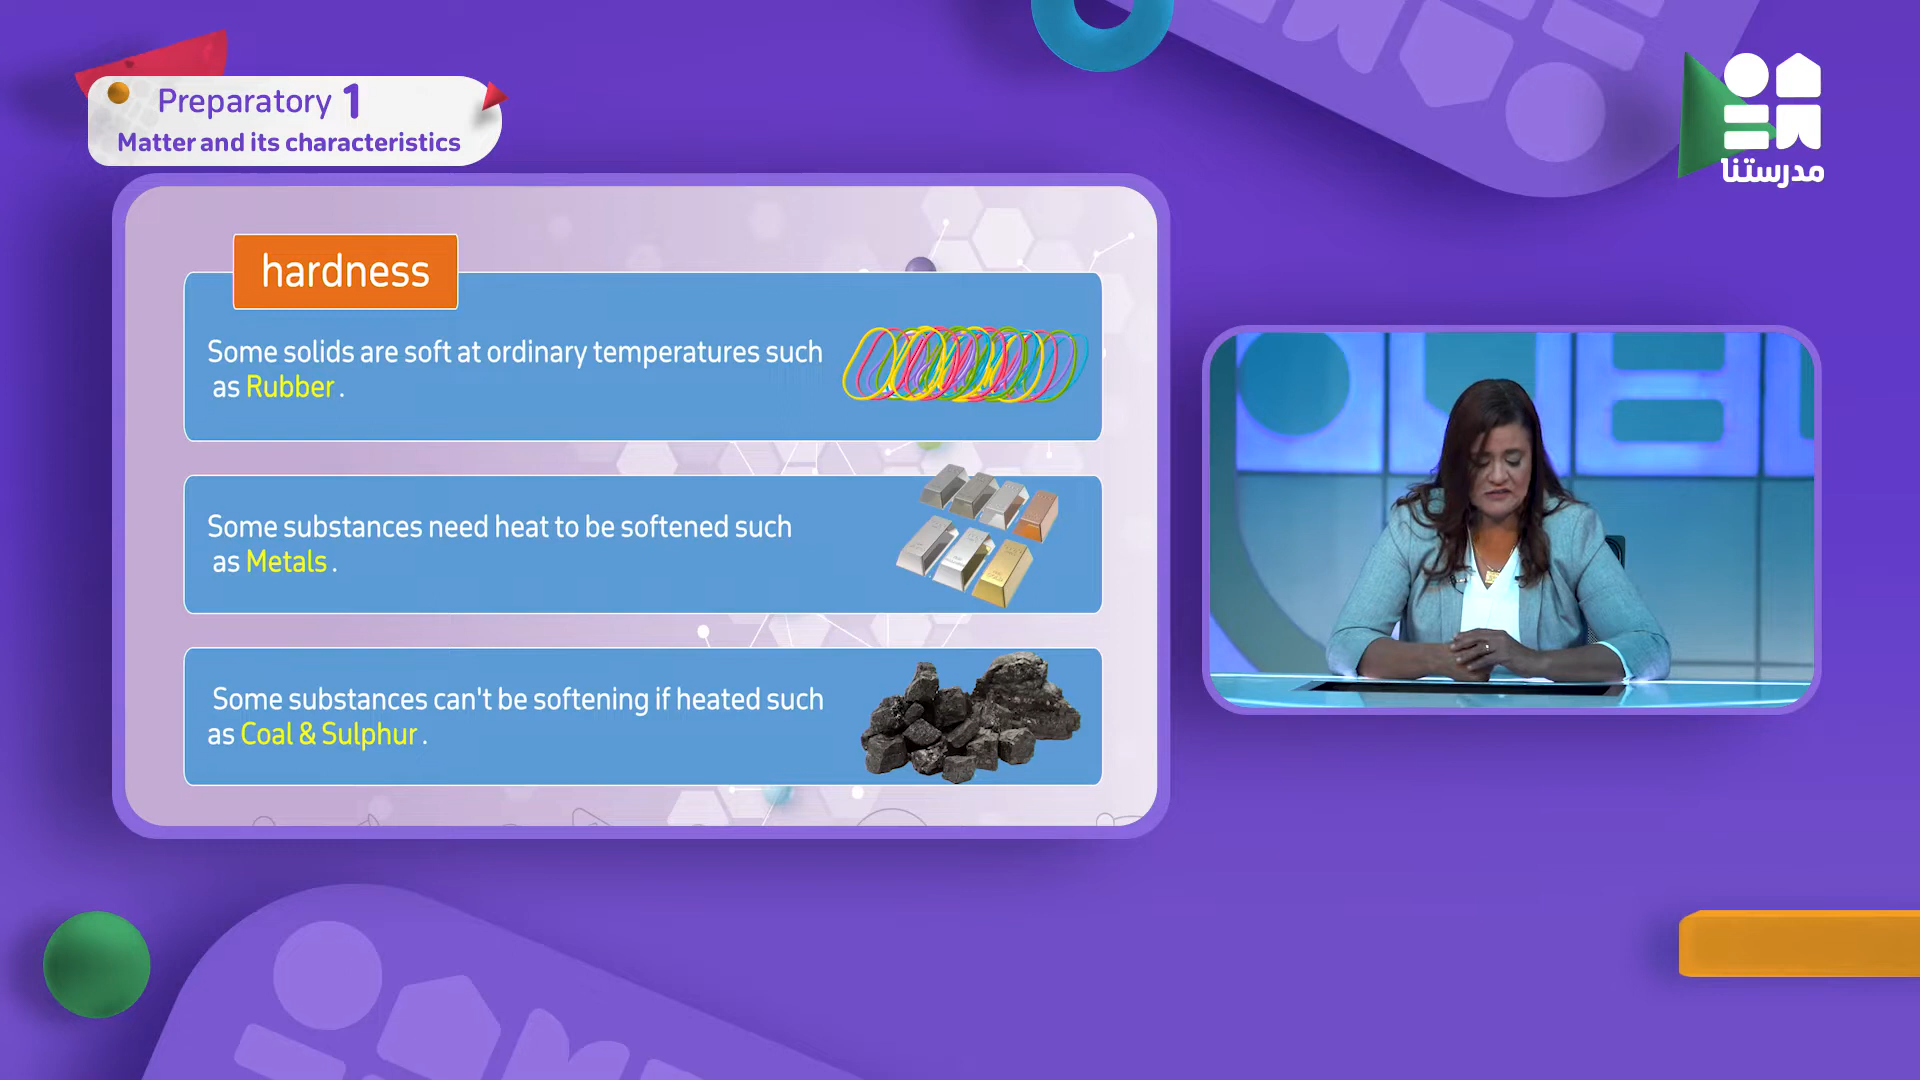 Preparatory 1
Matter and its characteristics
مدرستنا
hardness
Some solids are soft at ordinary temperatures such
as Rubber .
Some substances need heat to be softened such
as Metals .
Some substances can't be softening if heated such
as Coal & Sulphur .